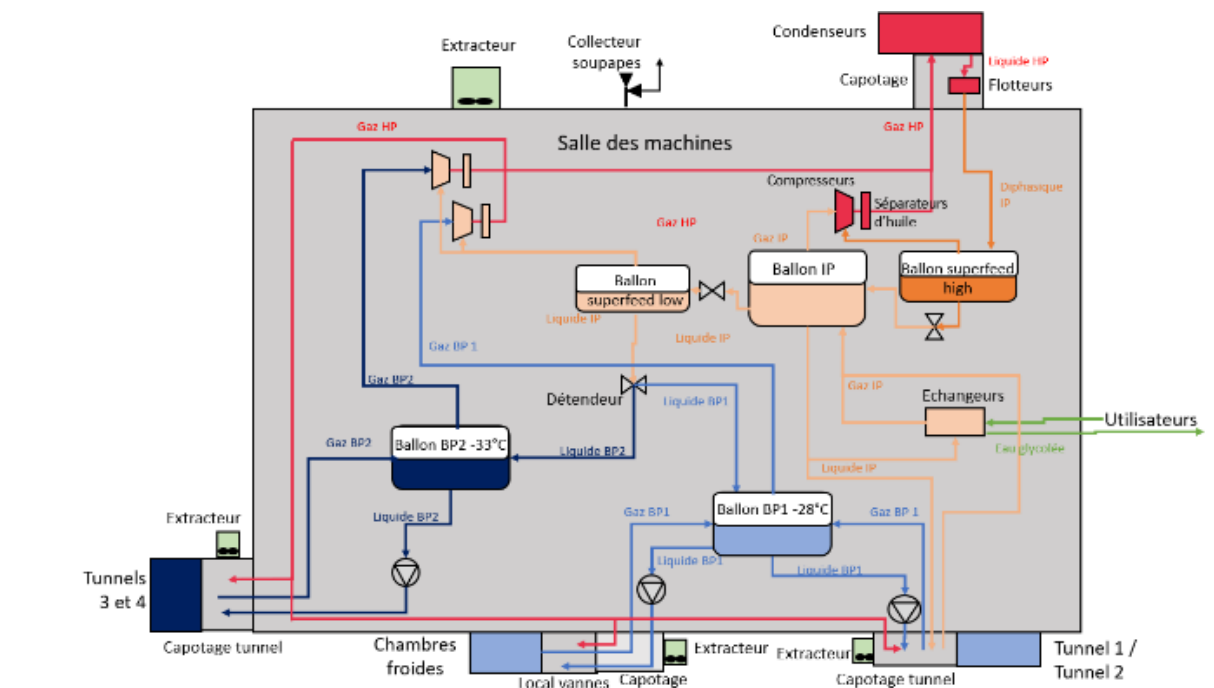 Condenseurs
Extracteur
Collecteur
soupapes
Liquide HP
Capotage
Flotteurs
Gaz HP
Gaz HP
Salle des machines
Compresseurs
Diphasique
IP
Séparateurs
d'huile
Gaz HP
Gaz IP
Ballon IP
Ballon superfeed
high
Ballon
superfeed low
Liquide IP
Liquide IP
Gaz BP 1
Gaz BP2
Gaz IP
Détendeur
Liquide BP1
Echangeurs
Utilisateurs
Eau glycolée
Gaz BP2
Ballon BP2 -33°C
Liquide BP2
Liquide IP
Liquide BP2
Gaz BP1
Ballon BP1 -28°C
Gaz BP 1
Extracteur
Liquide BP1
Liquide BP1
Tunnels
3 et 4
Capotage tunnel
Chambres
froides
Extracteur
Extracteur
Tunnel 1 /
Tunnel 2
Local vannes
Capotage
Capotage tunnel